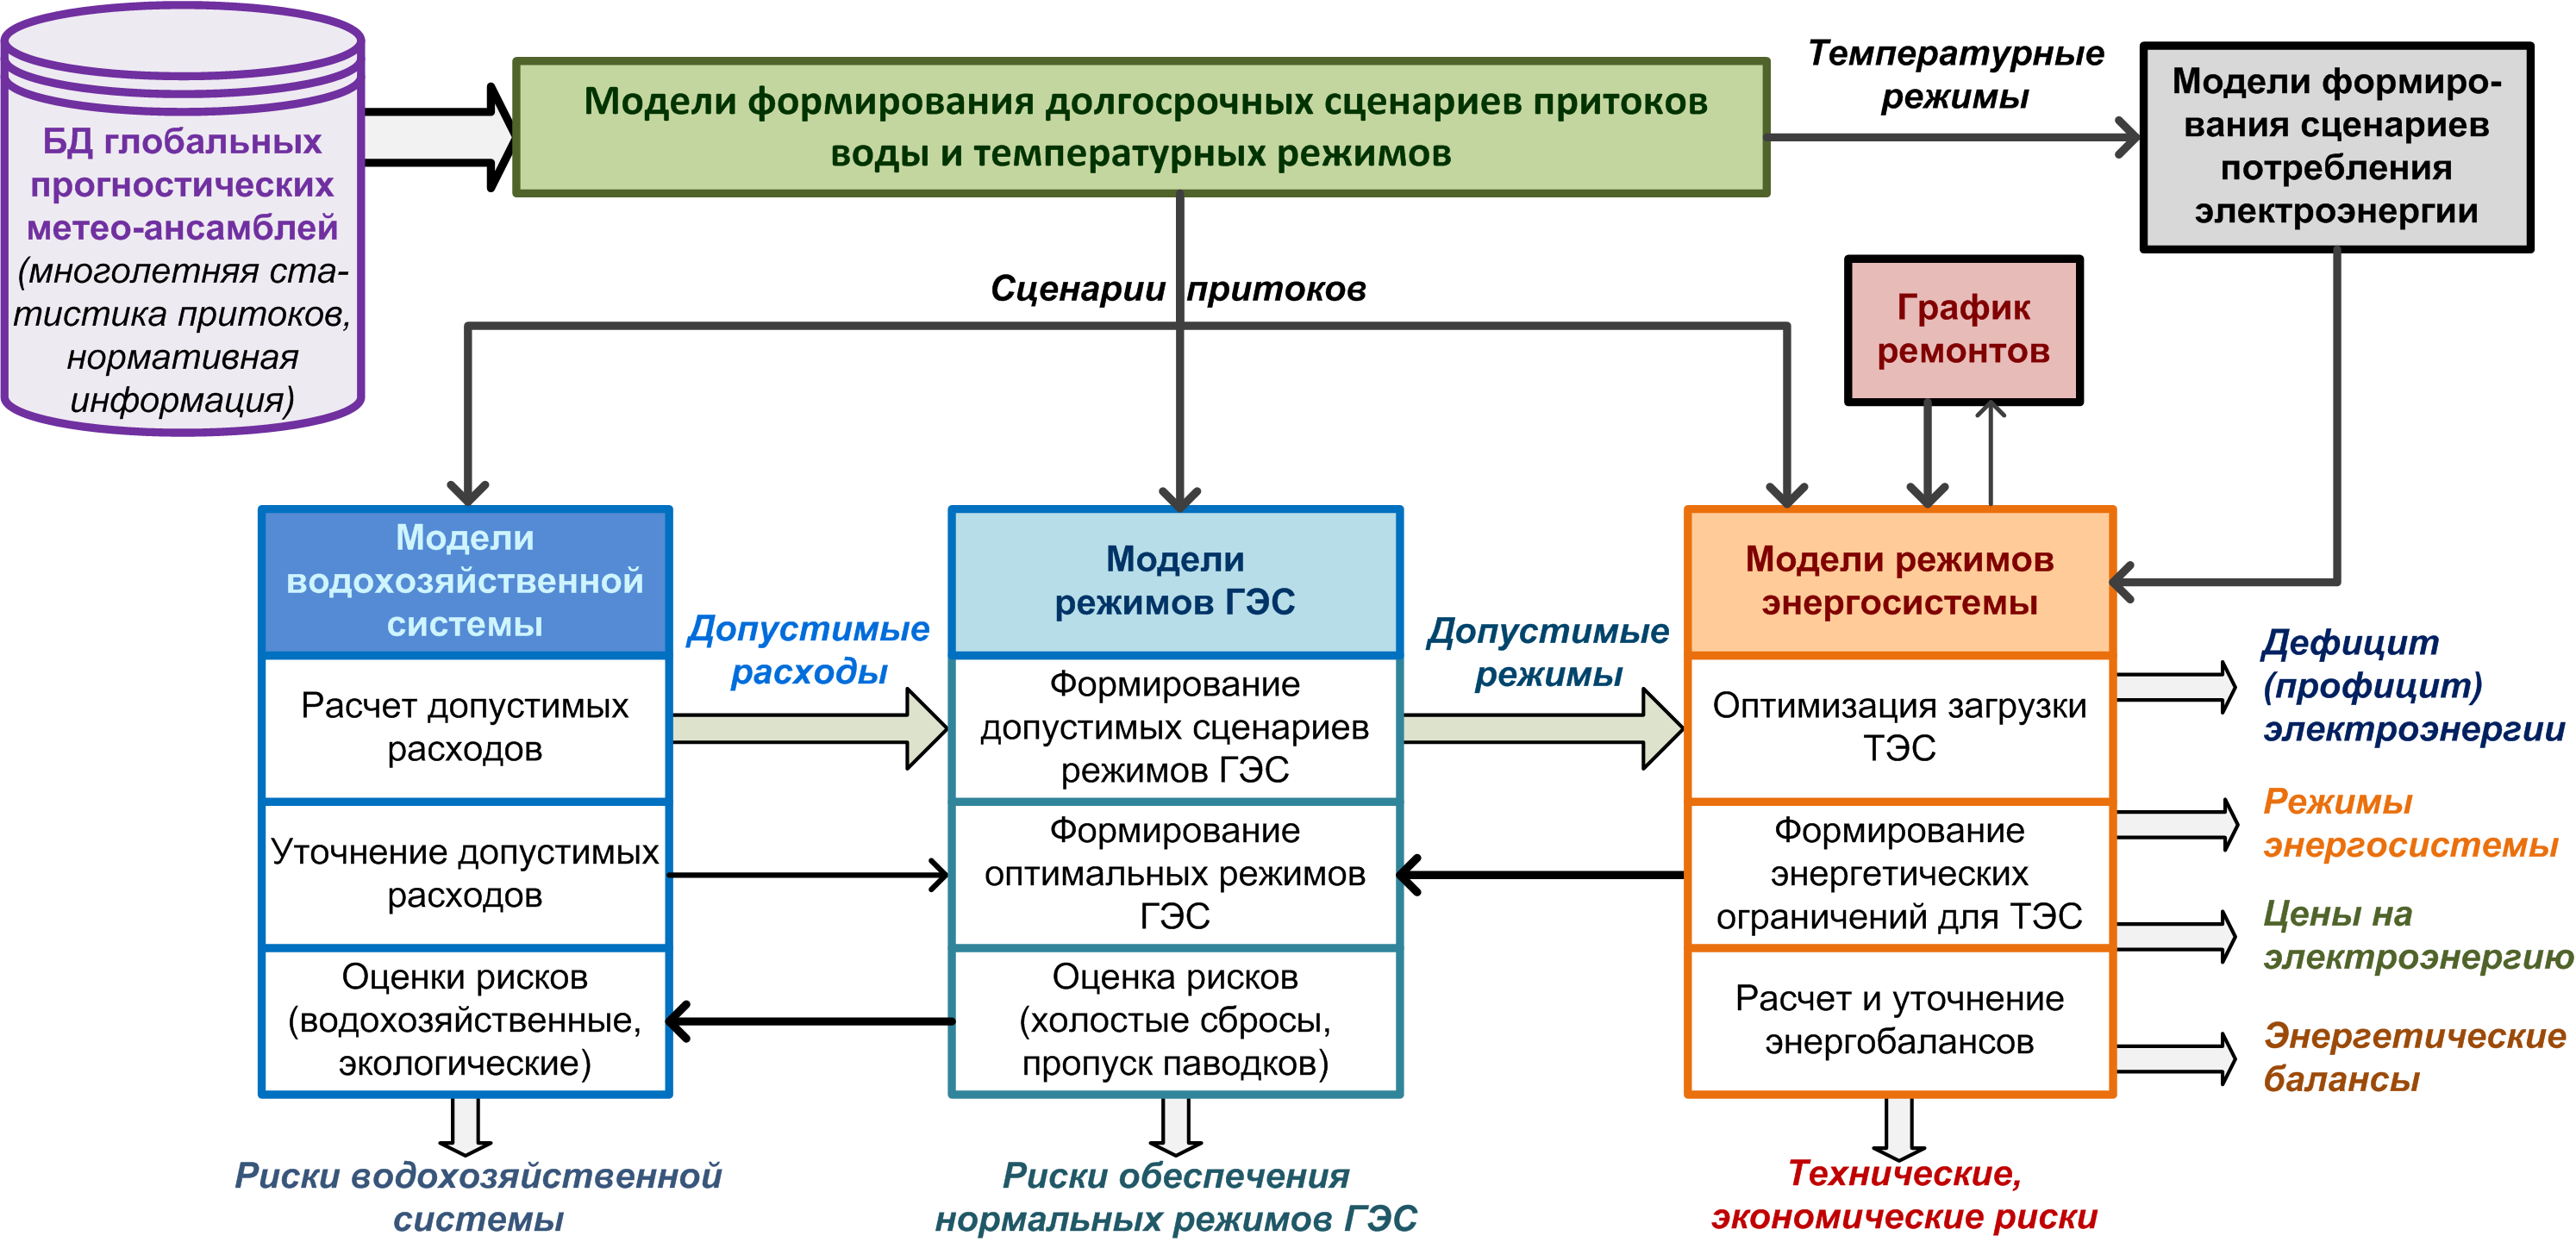 БД глобальных
прогностических
метео-ансамблей
(многолетняя ста-
тистика притоков,
нормативная
информация)
Модели формирования долгосрочных сценариев притоков
воды и температурных режимов
Температурные
режимы
Модели формиро-
вания сценариев
потребления
электроэнергии
Сценарии притоков
График
ремонтов
Модели
водохозяйственной
системы
Расчет допустимых
расходов
Уточнение допустимых
расходов
Оценки рисков
(водохозяйственные,
экологические)
Допустимые
расходы
Модели
режимов ГЭС
Формирование
допустимых сценариев
режимов ГЭС
Формирование
оптимальных режимов
ГЭС
Оценка рисков
(холостые сбросы,
пропуск паводков)
Допустимые
режимы
Модели режимов
энергосистемы
Оптимизация загрузки
ТЭС
Формирование
энергетических
ограничений для ТЭС
Расчет и уточнение
энергобалансов
Дефицит
(профицит)
электроэнергии
Режимы
энергосистемы
Цены на
электроэнергию
Энергетические
балансы
Риски водохозяйственной
системы
Риски обеспечения
нормальных режимов ГЭС
Технические,
экономические риски